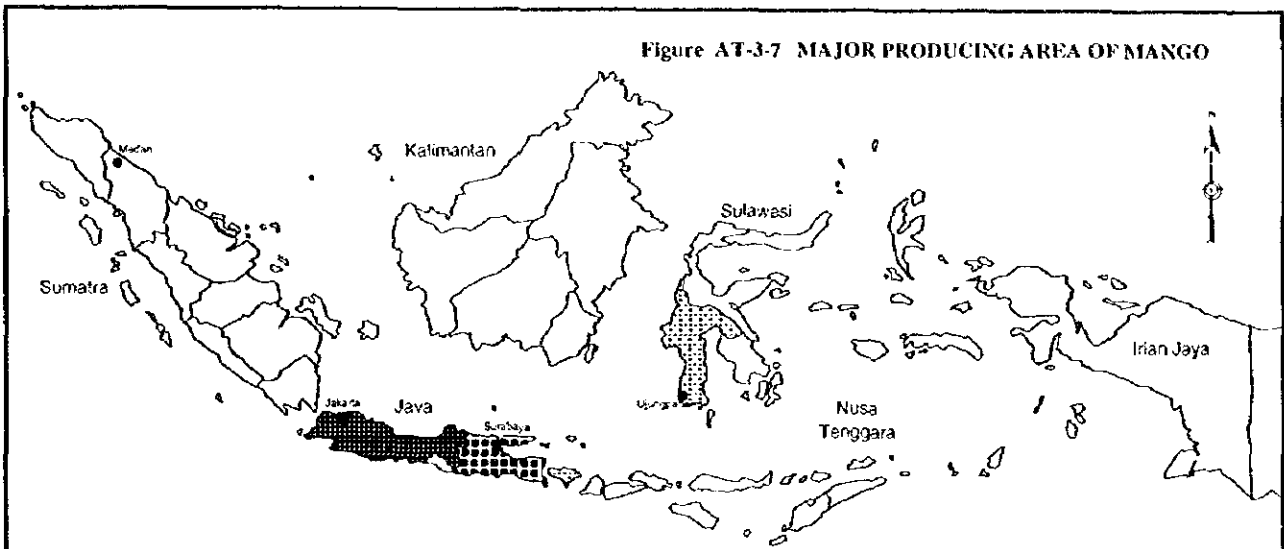 Figure AT-3-7 MAJOR PRODUCING AREA OF MANGO
Medan
Kalimantan
Sulawesi
Sumatra
Irian Jaya
Jakarta
Java
Surabaya
Nusa
Tenggara